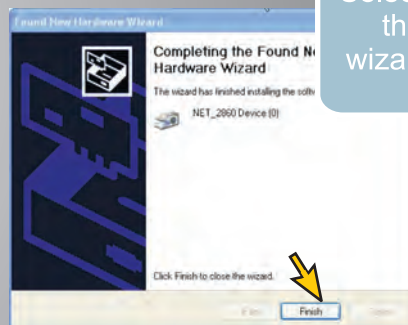 Found New Hardware Wizard
th
wiza
Completing the Found
Hardware Wizard
The wizard has finished installing the
NET_2860 Device (0)
Click Finish to close the wizard.
Finish